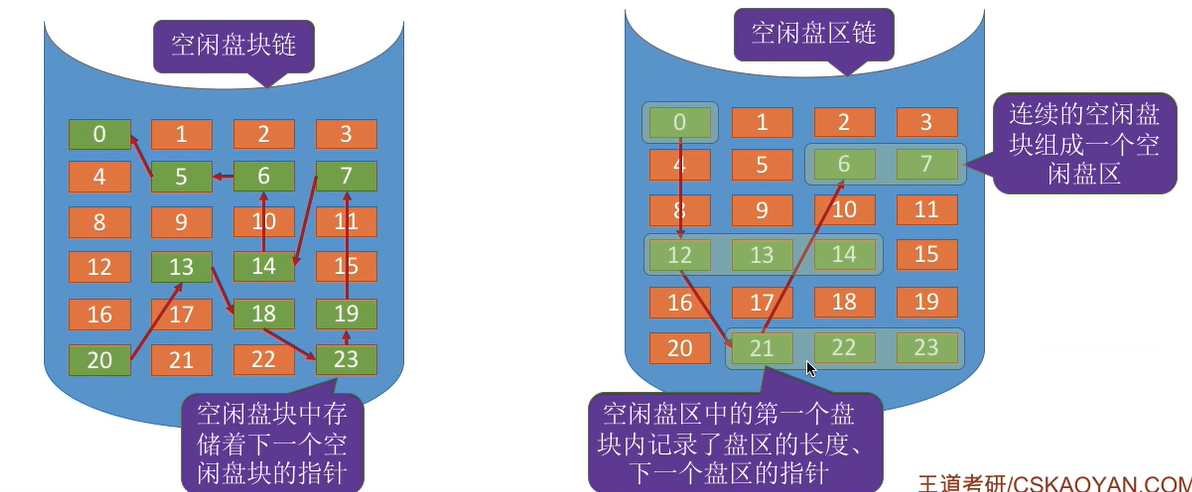 空闲盘块链
0 1 2 3
4 5 6 7
8 9 10 11
12 13 14 15
16 17 18 19
20 21 22 23
空闲盘块中存
储着下一个空
闲盘块的指针
空闲盘区链
0 1 2 3
4 5 6 7
8 9 10 11
12 13 14 15
16 17 18 19
20 21 22 23
连续的空闲盘
块组成一个空
闲盘区
空闲盘区中的第一个盘
块内记录了盘区的长度、
下一个盘区的指针
王道考研/CSKAOYAN.COM